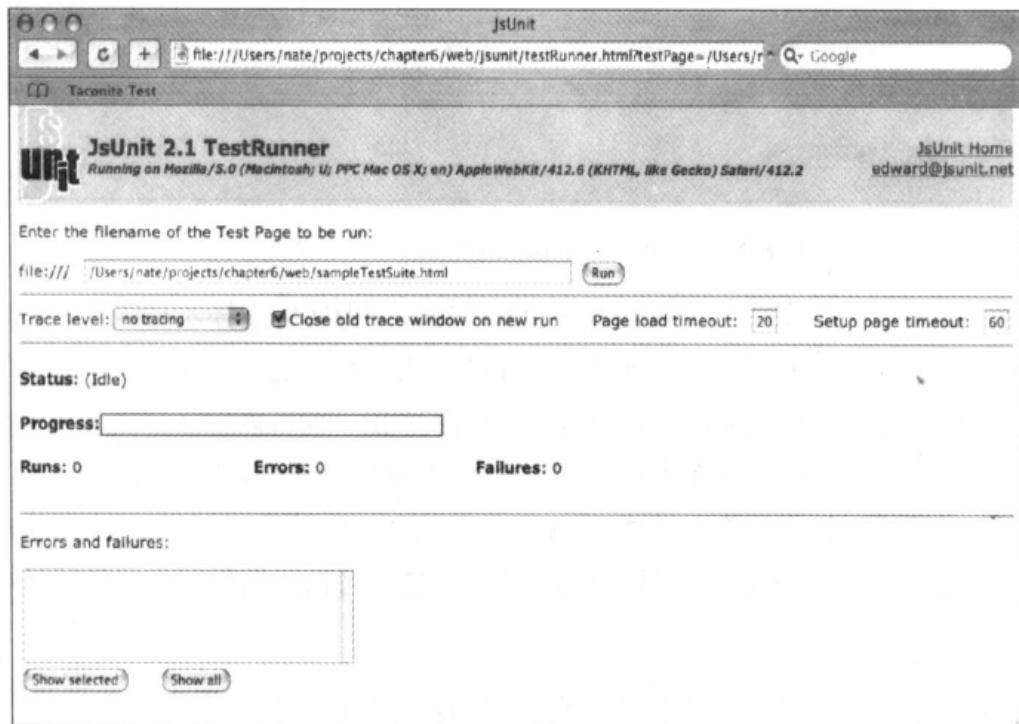 JsUnit
file:///Users/nate/projects/chapter6/web/jsunit/testRunner.html?testPage=/Users/r
Google
Taconite Test
JS unit
JsUnit 2.1 TestRunner
JsUnit Home
Running on Mozilla/5.0 (Macintosh; U; PPC Mac OS X; en) AppleWebKit/412.6 (KHTML, like Gecko) Safari/412.2
edward@jsunit.net
Enter the filename of the Test Page to be run:
file:/// /Users/nate/projects/chapter6/web/sampleTestSuite.html Run
Trace level: no tracing Close old trace window on new run Page load timeout: 20 Setup page timeout: 60
Status: (Idle)
Progress:
Runs: 0 Errors: 0 Failures: 0
Errors and failures:
Show selected Show all